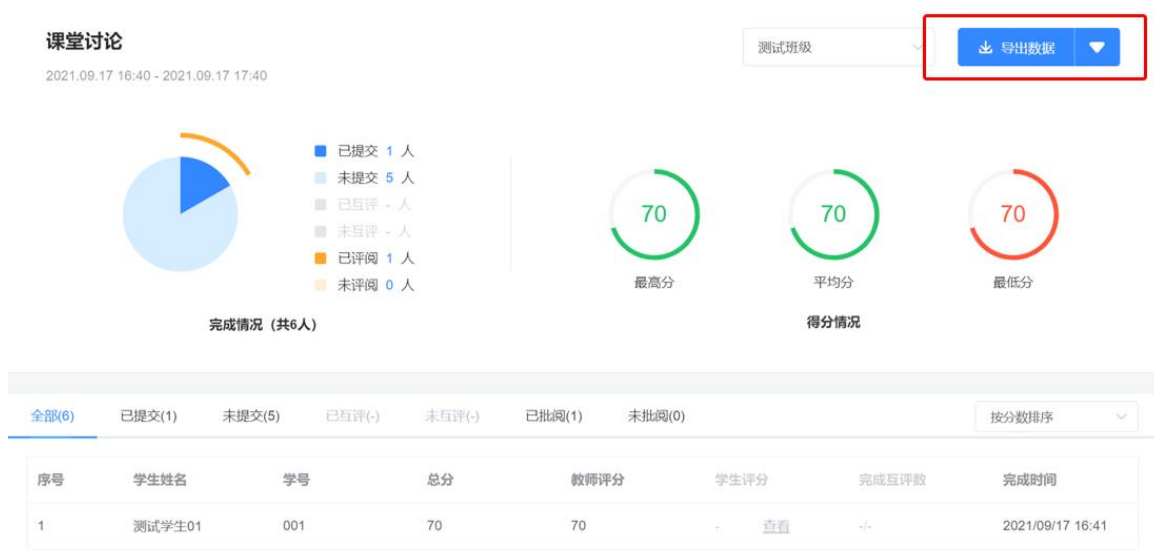 课堂讨论
测试班级
导出数据
2021.09.17 16:40 - 2021.09.17 17:40
已提交 1 人
未提交 5 人
已互评 - 人
未互评 - 人
已评阅 1 人
未评阅 0 人
完成情况（共6人）
70 70 70
最高分 平均分 最低分
得分情况
全部(6) 已提交(1) 未提交(5) 已互评(-) 未互评(-) 已批阅(1) 未批阅(0) 按分数排序
序号 学生姓名 学号 总分 教师评分 学生评分 完成互评数 完成时间
1 测试学生01 001 70 70 - 查看 -/- 2021/09/17 16:41